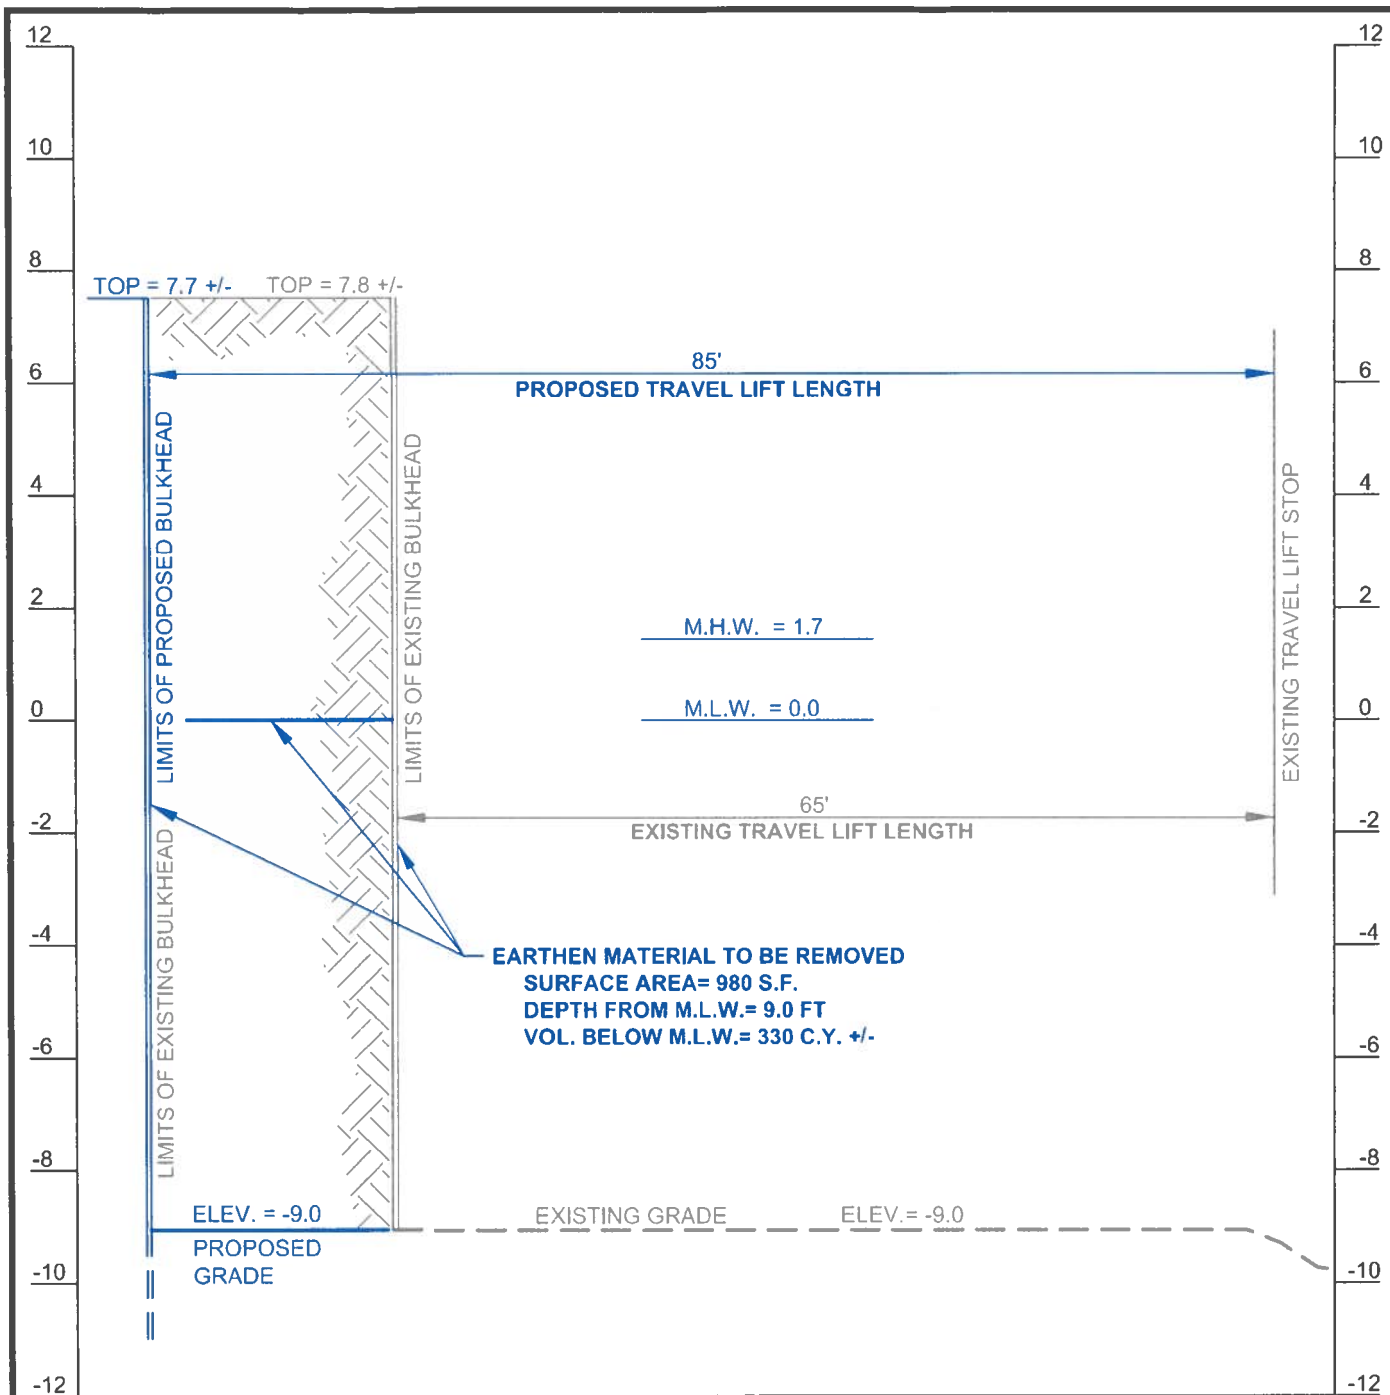 12
12
10
10
8
8
TOP = 7.7 +/-
TOP = 7.8 +/-
85'
PROPOSED TRAVEL LIFT LENGTH
6
6
LIMITS OF PROPOSED BULKHEAD
LIMITS OF EXISTING BULKHEAD
EXISTING TRAVEL LIFT STOP
4
4
2
2
M.H.W. = 1.7
0
0
M.L.W. = 0.0
65'
EXISTING TRAVEL LIFT LENGTH
-2
-2
LIMITS OF EXISTING BULKHEAD
-4
-4
EARTHEN MATERIAL TO BE REMOVED
SURFACE AREA= 980 S.F.
DEPTH FROM M.L.W.= 9.0 FT
VOL. BELOW M.L.W.= 330 C.Y. +/-
-6
-6
-8
-8
ELEV. = -9.0
EXISTING GRADE
ELEV.= -9.0
PROPOSED
GRADE
-10
-10
-12
-12